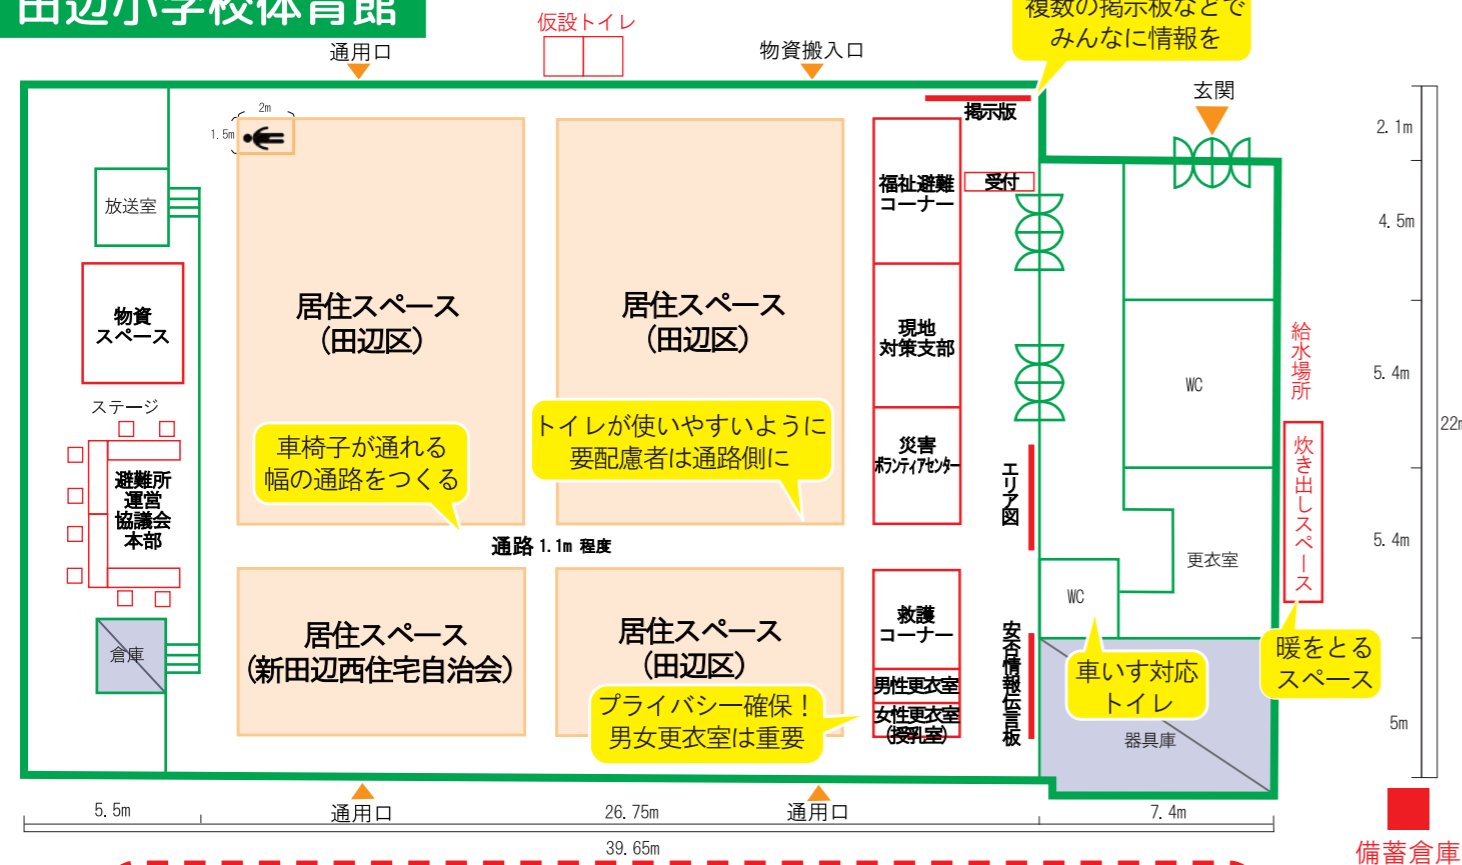 田辺小学校体育館
仮設トイレ
複数の掲示板などで
みんなに情報を
通用口
物資搬入口
玄関
掲示版
2m
1.5m
2.1m
放送室
福祉避難
コーナー
受付
4.5m
物資
スペース
居住スペース
(田辺区)
居住スペース
(田辺区)
現地
対策支部
給水場所
WC
5.4m
ステージ
車椅子が通れる
幅の通路をつくる
トイレが使いやすいように
要配慮者は通路側に
災害
ボランティアセンター
22m
エリア図
炊き出しスペース
避難所
運営
協議会
本部
通路1.1m 程度
5.4m
更衣室
WC
倉庫
居住スペース
(新田辺西住宅自治会)
居住スペース
(田辺区)
救護
コーナー
男性更衣室
女性更衣室
(授乳室)
安否情報伝言板
暖をとる
スペース
車いす対応
トイレ
プライバシー確保！
男女更衣室は重要
器具庫
5m
5.5m
通用口
26.75m
通用口
7.4m
39.65m
備蓄倉庫